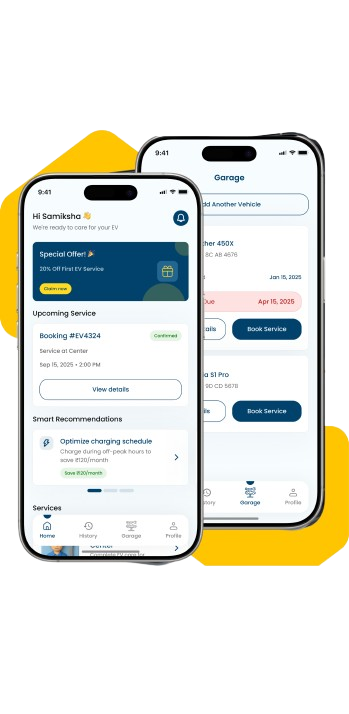 9:41
Hi Samiksha 👋
We're ready to care for your EV
Special Offer! 🎉
20% Off First EV Service
Claim now
Upcoming Service
Booking #EV4324
Confirmed
Service at Center
Sep 15, 2025 • 2:00 PM
View details
Smart Recommendations
Optimize charging schedule
Charge during off-peak hours to
save ₹120/month
Save ₹120/month
Services
Home
History
Garage
Profile
9:41
Garage
dd Another Vehicle
her 450X
BC AB 4676
Jan 15, 2025
Due
Apr 15, 2025
ails
Book Service
a S1 Pro
9D CD 5678
ils
Book Service
tory
Garage
Profile